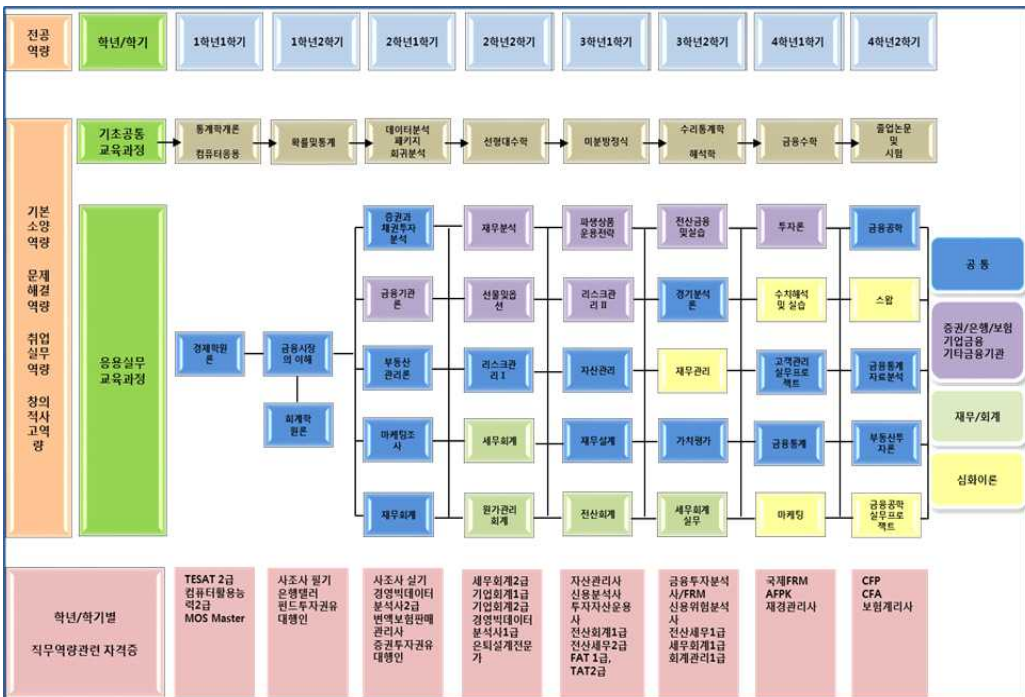 전공
역량
학년/학기
1학년1학기
1학년2학기
2학년1학기
2학년2학기
3학년1학기
3학년2학기
4학년1학기
4학년2학기
기초공통
교육과정
통계학개론
컴퓨터응용
확률및통계
데이터분석
패키지
회귀분석
선형대수학
미분방정식
수리통계학
해석학
금융수학
졸업논문
및
시험
기본
소양
역량
문제
해결
역량
취업
실무
역량
창의
적사
고역
량
응용실무
교육과정
경제학원
론
금융시장
의 이해
회계학
원론
증권과
채권투자
분석
재무분석
파생상품
운용전략
전산금융
및실습
투자론
금융공학
금융기관
론
선물및옵
션
리스크관
리 II
경기분석
론
수치해석
및 실습
스왑
부동산
관리론
리스크관
리 I
자산관리
재무관리
고객관리
실무프로
젝트
금융통계
자료분석
마케팅조
사
세무회계
재무설계
가치평가
금융통계
부동산투
자론
재무회계
원가관리
회계
전산회계
세무회계
실무
마케팅
금융공학
실무프로
젝트
공 통
증권/은행/보험
기업금융
기타금융기관
재무/회계
심화이론
학년/학기별
직무역량관련 자격증
TESAT 2급
컴퓨터활용능
력2급
MOS Master
사조사 필기
은행텔러
펀드투자권유
대행인
사조사 실기
경영빅데이터
분석사2급
변액보험판매
관리사
증권투자권유
대행인
세무회계2급
기업회계1급
기업회계2급
경영빅데이터
분석사1급
은퇴설계전문
가
자산관리사
신용분석사
투자자산운용
사
전산회계1급
전산세무2급
FAT 1급,
TAT2급
금융투자분석
사/FRM
신용위험분석
사
전산세무1급
세무회계1급
회계관리1급
국제FRM
AFPK
재경관리사
CFP
CFA
보험계리사